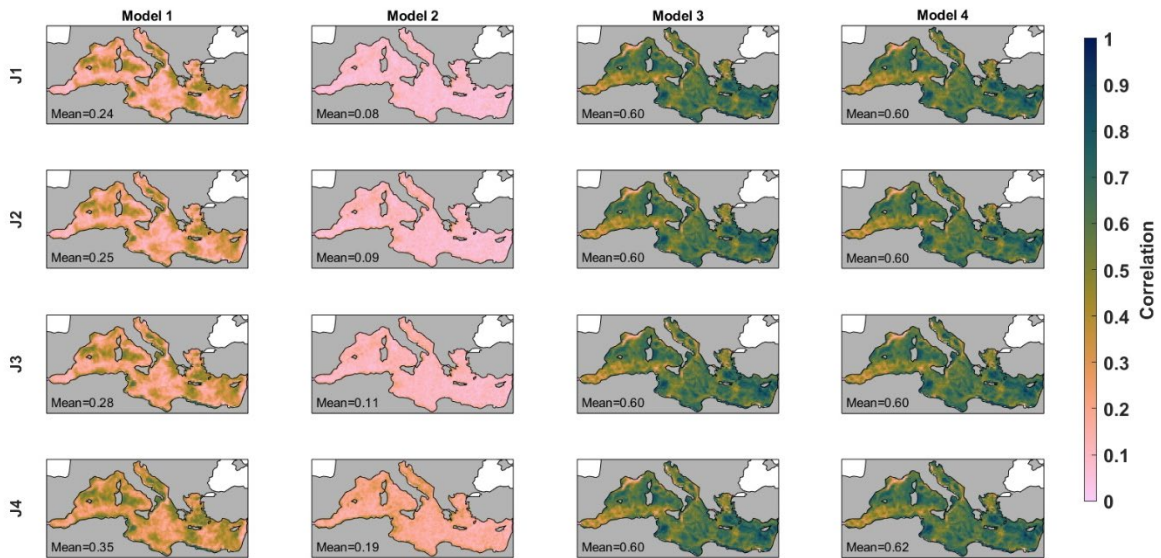 Model 1 Model 2 Model 3 Model 4
J1
Mean=0.24 Mean=0.08 Mean=0.60 Mean=0.60
J2
Mean=0.25 Mean=0.09 Mean=0.60 Mean=0.60
J3
Mean=0.28 Mean=0.11 Mean=0.60 Mean=0.60
J4
Mean=0.35 Mean=0.19 Mean=0.60 Mean=0.62
1
0.9
0.8
0.7
0.6
0.5
0.4
0.3
0.2
0.1
0
Correlation